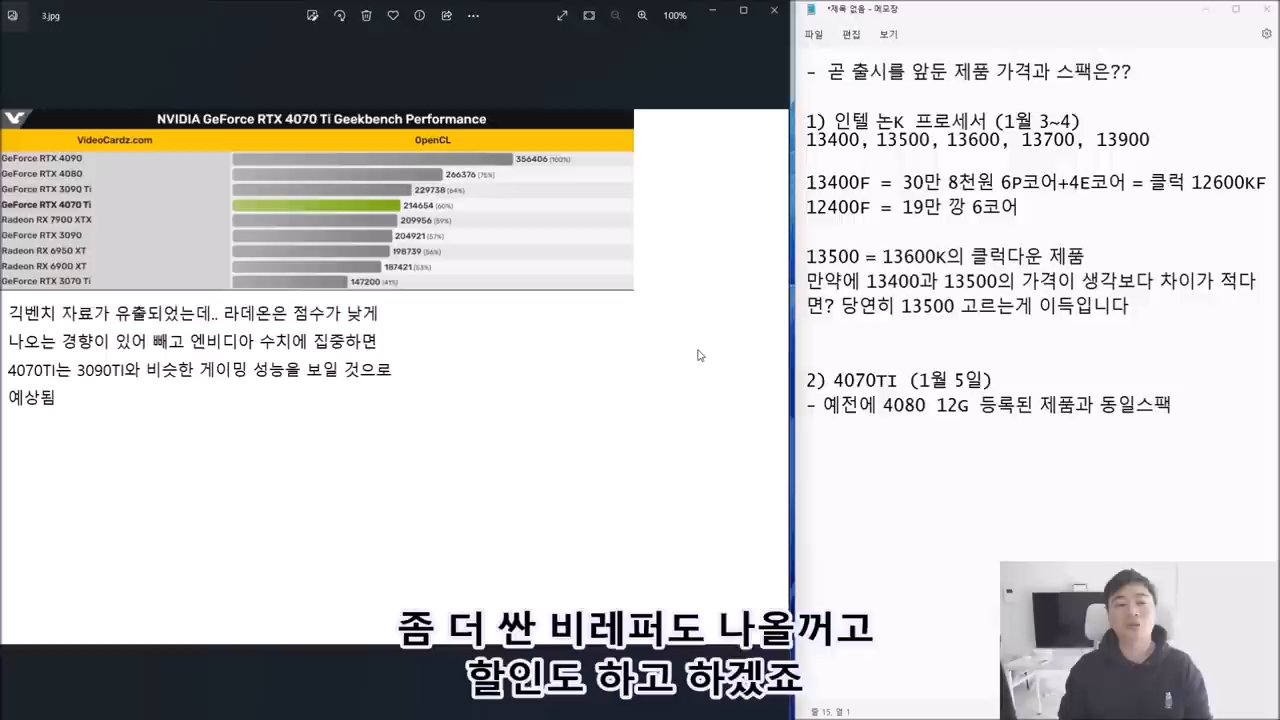 3.jpg
100%
NVIDIA GeForce RTX 4070 Ti Geekbench Performance
VideoCardz.com OpenCL
GeForce RTX 4090 356406 (100%)
GeForce RTX 4080 266376 (75%)
GeForce RTX 3090 Ti 229738 (64%)
GeForce RTX 4070 Ti 214654 (60%)
Radeon RX 7900 XTX 209956 (59%)
GeForce RTX 3090 204921 (57%)
Radeon RX 6950 XT 198739 (56%)
Radeon RX 6900 XT 187421 (53%)
GeForce RTX 3070 Ti 147200 (41%)
긱벤치 자료가 유출되었는데.. 라데온은 점수가 낮게
나오는 경향이 있어 빼고 엔비디아 수치에 집중하면
4070TI는 3090TI와 비슷한 게이밍 성능을 보일 것으로
예상됨
*제목 없음 - 메모장
파일 편집 보기
- 곧 출시를 앞둔 제품 가격과 스팩은??
1) 인텔 논K 프로세서 (1월 3~4)
13400, 13500, 13600, 13700, 13900
13400F = 30만 8천원 6P코어+4E코어 = 클럭 12600KF
12400F = 19만 깡 6코어
13500 = 13600K의 클럭다운 제품
만약에 13400과 13500의 가격이 생각보다 차이가 적다
면? 당연히 13500 고르는게 이득입니다
2) 4070TI (1월 5일)
- 예전에 4080 12G 등록된 제품과 동일스팩
줄 15, 열 1
좀 더 싼 비레퍼도 나올꺼고
할인도 하고 하겠죠